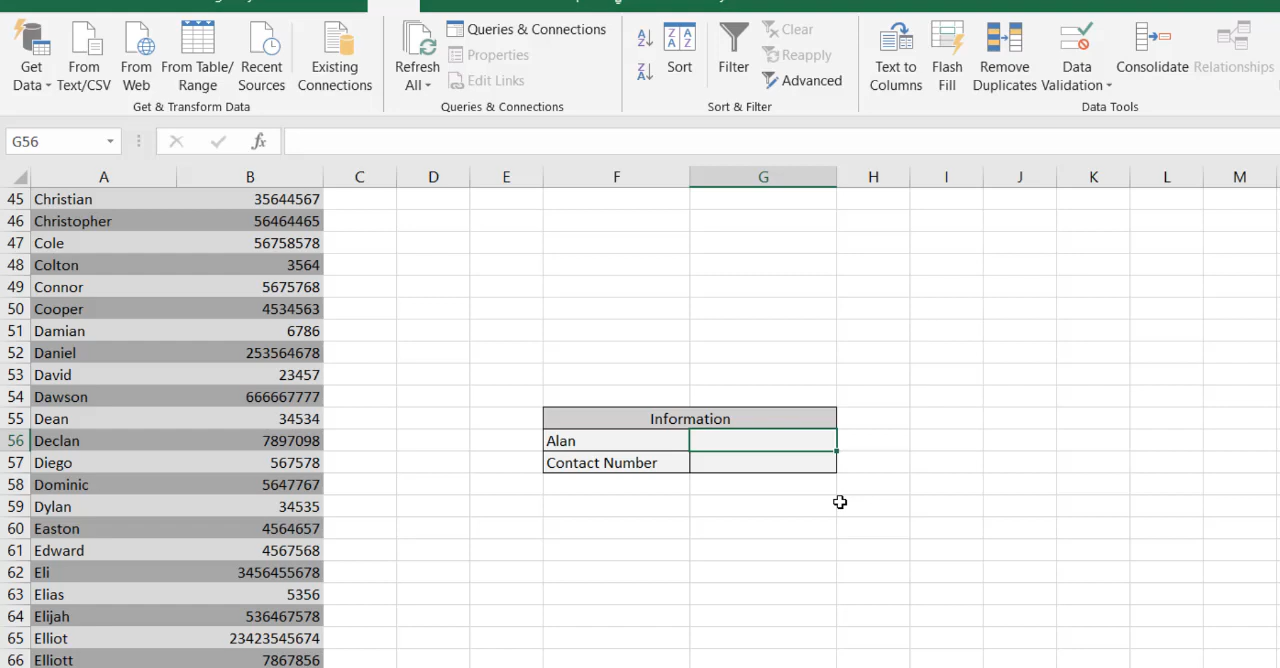 Get Data
From Text/CSV
From Web
From Table/ Range
Recent Sources
Existing Connections
Get & Transform Data
Refresh All
Queries & Connections
Properties
Edit Links
Queries & Connections
Sort
Filter
Clear
Reapply
Advanced
Sort & Filter
Text to Columns
Flash Fill
Remove Duplicates
Data Validation
Consolidate
Relationships
Data Tools
G56
fx
A B C D E F G H I J K L M
45 Christian 35644567
46 Christopher 56464465
47 Cole 56758578
48 Colton 3564
49 Connor 5675768
50 Cooper 4534563
51 Damian 6786
52 Daniel 253564678
53 David 23457
54 Dawson 666667777
55 Dean 34534 Information
56 Declan 7897098 Alan
57 Diego 567578 Contact Number
58 Dominic 5647767
59 Dylan 34535
60 Easton 4564657
61 Edward 4567568
62 Eli 3456455678
63 Elias 5356
64 Elijah 536467578
65 Elliot 23423545674
66 Elliott 7867856